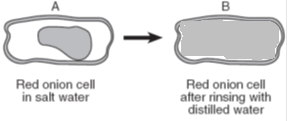 A
B
Red onion cell
in salt water
Red onion cell
after rinsing with
distilled water